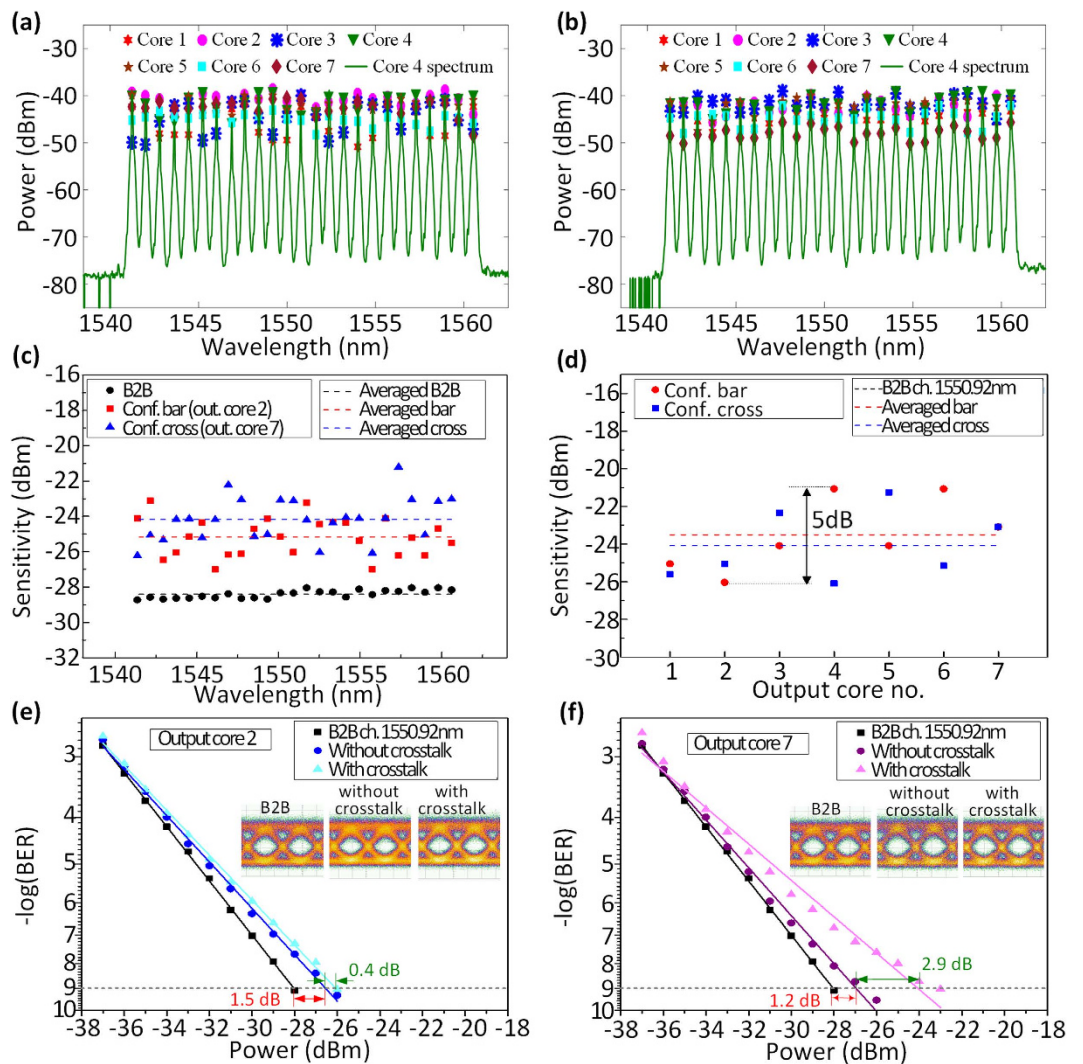 (a)
Core 1 Core 2 Core 3 Core 4
Core 5 Core 6 Core 7 Core 4 spectrum
Power (dBm)
-30
-40
-50
-60
-70
-80
1540 1545 1550 1555 1560
Wavelength (nm)
(b)
Core 1 Core 2 Core 3 Core 4
Core 5 Core 6 Core 7 Core 4 spectrum
Power (dBm)
-30
-40
-50
-60
-70
-80
1540 1545 1550 1555 1560
Wavelength (nm)
(c)
B2B
Conf. bar (out. core 2)
Conf. cross (out. core 7)
Averaged B2B
Averaged bar
Averaged cross
Sensitivity (dBm)
-16
-18
-20
-22
-24
-26
-28
-30
-32
1540 1545 1550 1555 1560
Wavelength (nm)
(d)
Conf. bar
Conf. cross
B2B ch. 1550.92nm
Averaged bar
Averaged cross
5dB
Sensitivity (dBm)
-16
-18
-20
-22
-24
-26
-28
-30
1 2 3 4 5 6 7
Output core no.
(e)
Output core 2
B2B ch. 1550.92nm
Without crosstalk
With crosstalk
B2B
without
crosstalk
with
crosstalk
0.4 dB
1.5 dB
-log(BER)
3
4
5
6
7
8
9
10
-38 -36 -34 -32 -30 -28 -26 -24 -22 -20 -18
Power (dBm)
(f)
Output core 7
B2B ch. 1550.92nm
Without crosstalk
With crosstalk
B2B
without
crosstalk
with
crosstalk
2.9 dB
1.2 dB
-log(BER)
3
4
5
6
7
8
9
10
-38 -36 -34 -32 -30 -28 -26 -24 -22 -20 -18
Power (dBm)